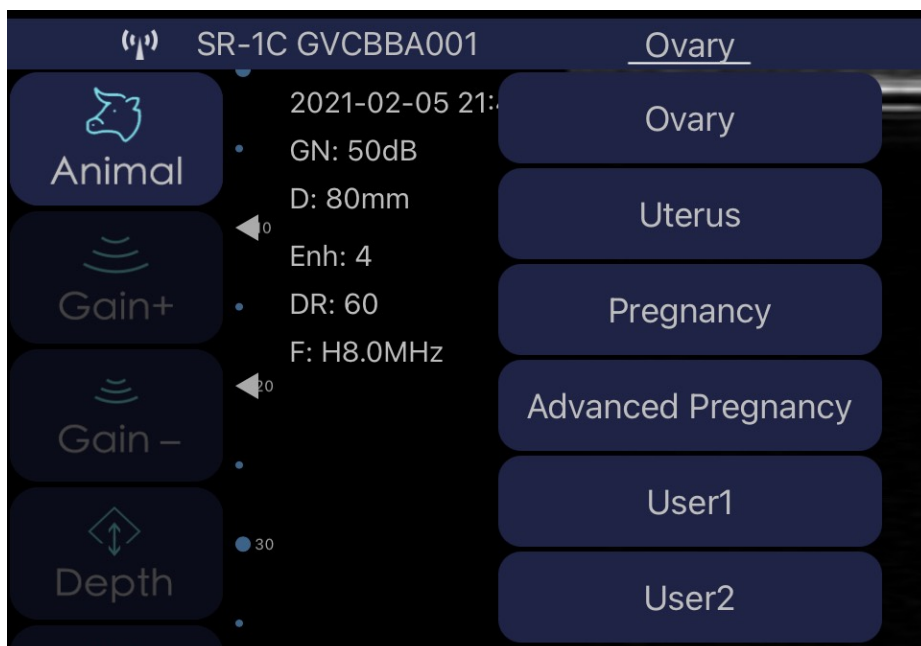 SR-1C GVCBBA001
Ovary
Animal
Gain+
Gain –
Depth
2021-02-05 21:
GN: 50dB
D: 80mm
Enh: 4
DR: 60
F: H8.0MHz
20
30
Ovary
Uterus
Pregnancy
Advanced Pregnancy
User1
User2